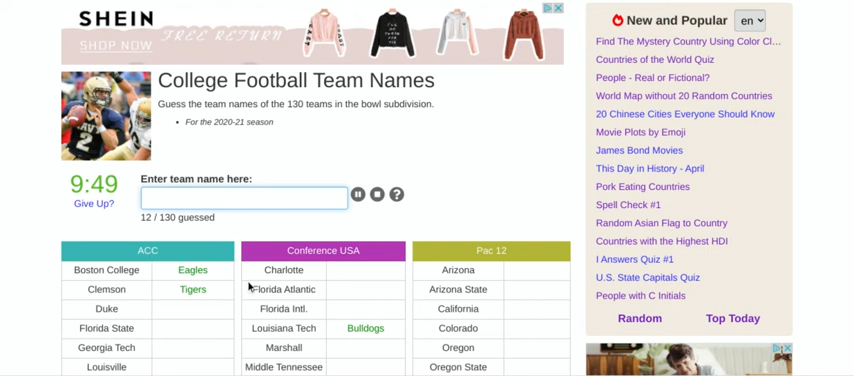 SHEIN
SHOP NOW
FREE RETURN
College Football Team Names
Guess the team names of the 130 teams in the bowl subdivision.
• For the 2020-21 season
9:49
Give Up?
Enter team name here:
12 / 130 guessed
ACC
Boston College Eagles
Clemson Tigers
Duke
Florida State
Georgia Tech
Louisville
Conference USA
Charlotte
Florida Atlantic
Florida Intl.
Louisiana Tech Bulldogs
Marshall
Middle Tennessee
Pac 12
Arizona
Arizona State
California
Colorado
Oregon
Oregon State
New and Popular en
Find The Mystery Country Using Color Cl...
Countries of the World Quiz
People - Real or Fictional?
World Map without 20 Random Countries
20 Chinese Cities Everyone Should Know
Movie Plots by Emoji
James Bond Movies
This Day in History - April
Pork Eating Countries
Spell Check #1
Random Asian Flag to Country
Countries with the Highest HDI
I Answers Quiz #1
U.S. State Capitals Quiz
People with C Initials
Random Top Today